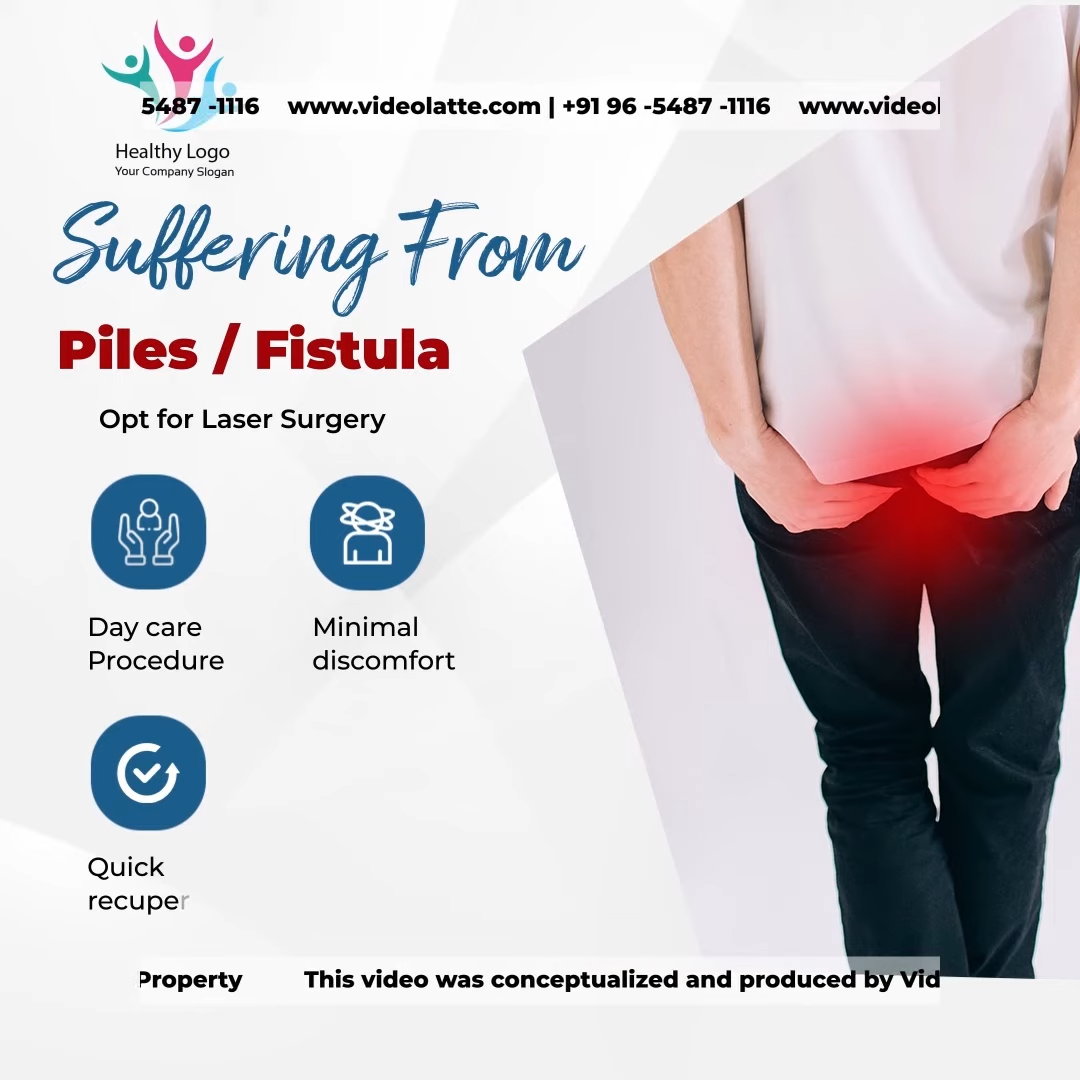 5487 -1116 www.videolatte.com | +91 96 -5487 -1116 www.videol
Healthy Logo
Your Company Slogan
Suffering From
Piles / Fistula
Opt for Laser Surgery
Day care
Procedure
Minimal
discomfort
Quick
recuper
Property This video was conceptualized and produced by Vid